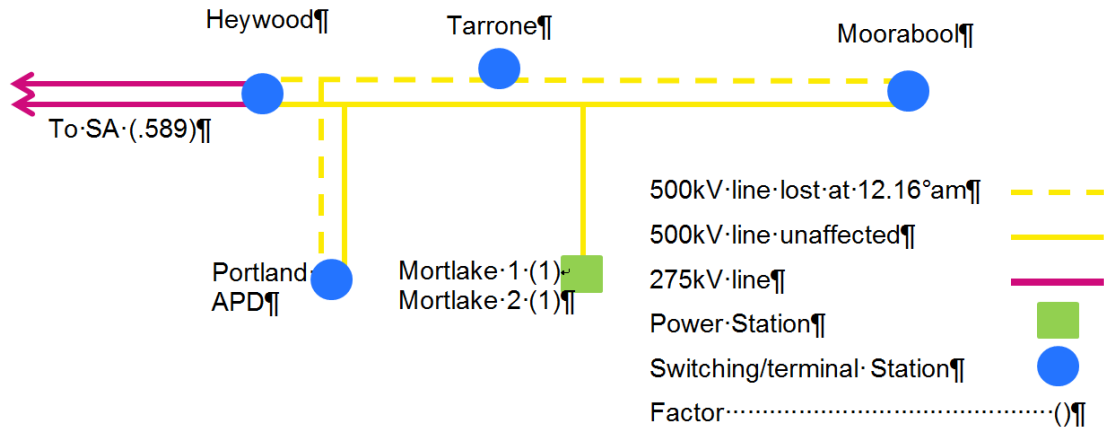 Heywood¶
Tarrone¶
Moorabool¶
To·SA·(.589)¶
Portland·
APD¶
Mortlake·1·(1)↵
Mortlake·2·(1)¶
500kV·line·lost·at·12.16°am¶
500kV·line·unaffected¶
275kV·line¶
Power·Station¶
Switching/terminal·Station¶
Factor············································()¶